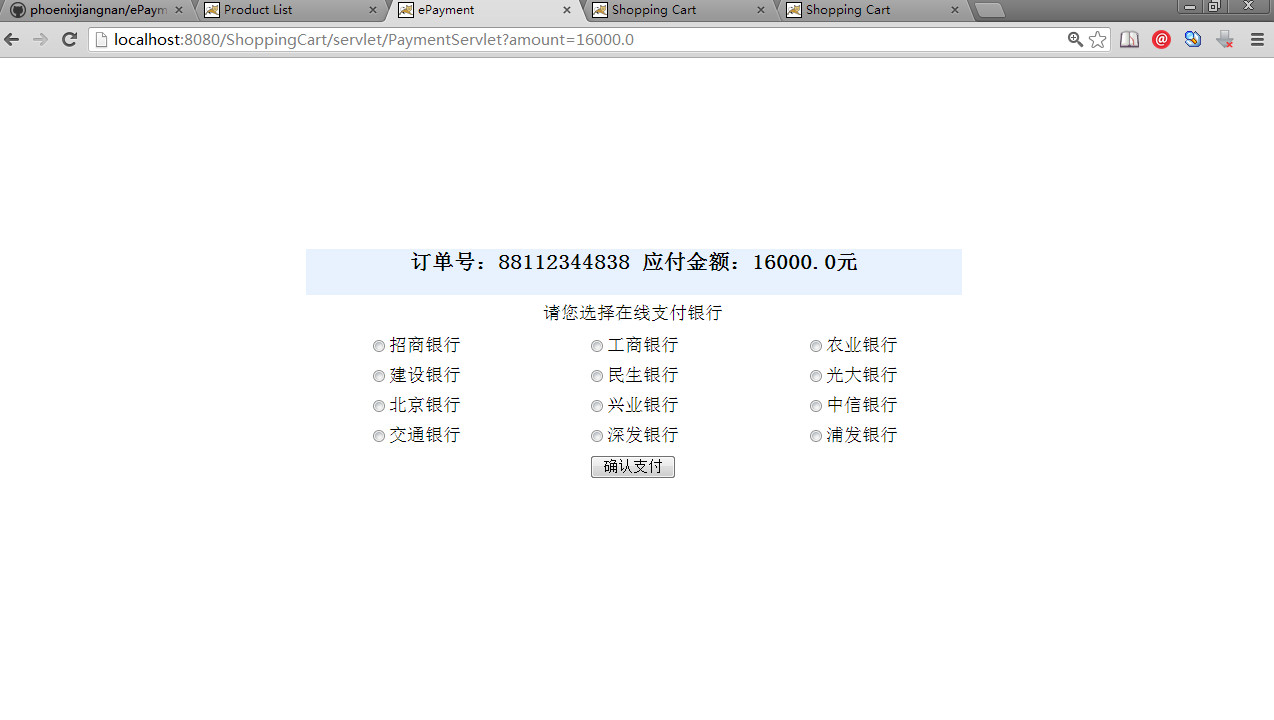 phoenixjiangnan/ePaym
Product List
ePayment
Shopping Cart
Shopping Cart
localhost:8080/ShoppingCart/servlet/PaymentServlet?amount=16000.0
订单号：88112344838 应付金额：16000.0元
请您选择在线支付银行
招商银行 工商银行 农业银行
建设银行 民生银行 光大银行
北京银行 兴业银行 中信银行
交通银行 深发银行 浦发银行
确认支付